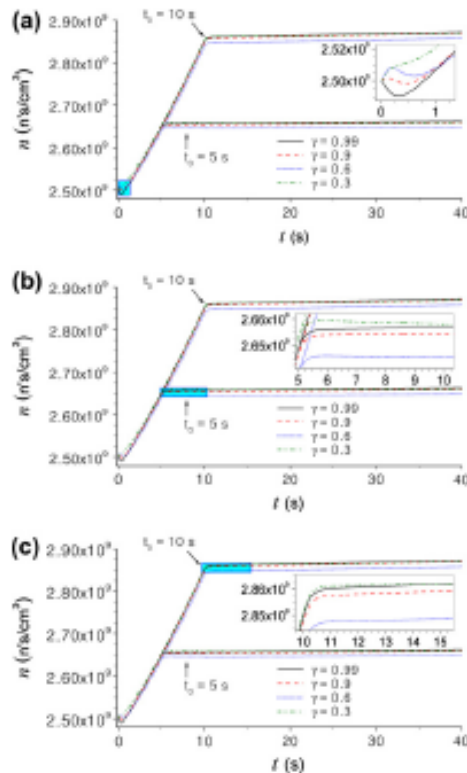 (a)
t₀ = 10 s
2.90x10⁹
2.80x10⁹
2.70x10⁹
2.60x10⁹
2.50x10⁹
n (n's/cm³)
2.52x10⁹
2.50x10⁹
0 1
t₀ = 5 s
γ = 0.99
γ = 0.9
γ = 0.6
γ = 0.3
0 10 20 30 40
t (s)
(b)
t₀ = 10 s
2.90x10⁹
2.80x10⁹
2.70x10⁹
2.60x10⁹
2.50x10⁹
n (n's/cm³)
2.66x10⁹
2.65x10⁹
5 6 7 8 9 10
t₀ = 5 s
γ = 0.99
γ = 0.9
γ = 0.6
γ = 0.3
0 10 20 30 40
t (s)
(c)
t₀ = 10 s
2.90x10⁹
2.80x10⁹
2.70x10⁹
2.60x10⁹
2.50x10⁹
n (n's/cm³)
2.86x10⁹
2.85x10⁹
10 11 12 13 14 15
t₀ = 5 s
γ = 0.99
γ = 0.9
γ = 0.6
γ = 0.3
0 10 20 30 40
t (s)